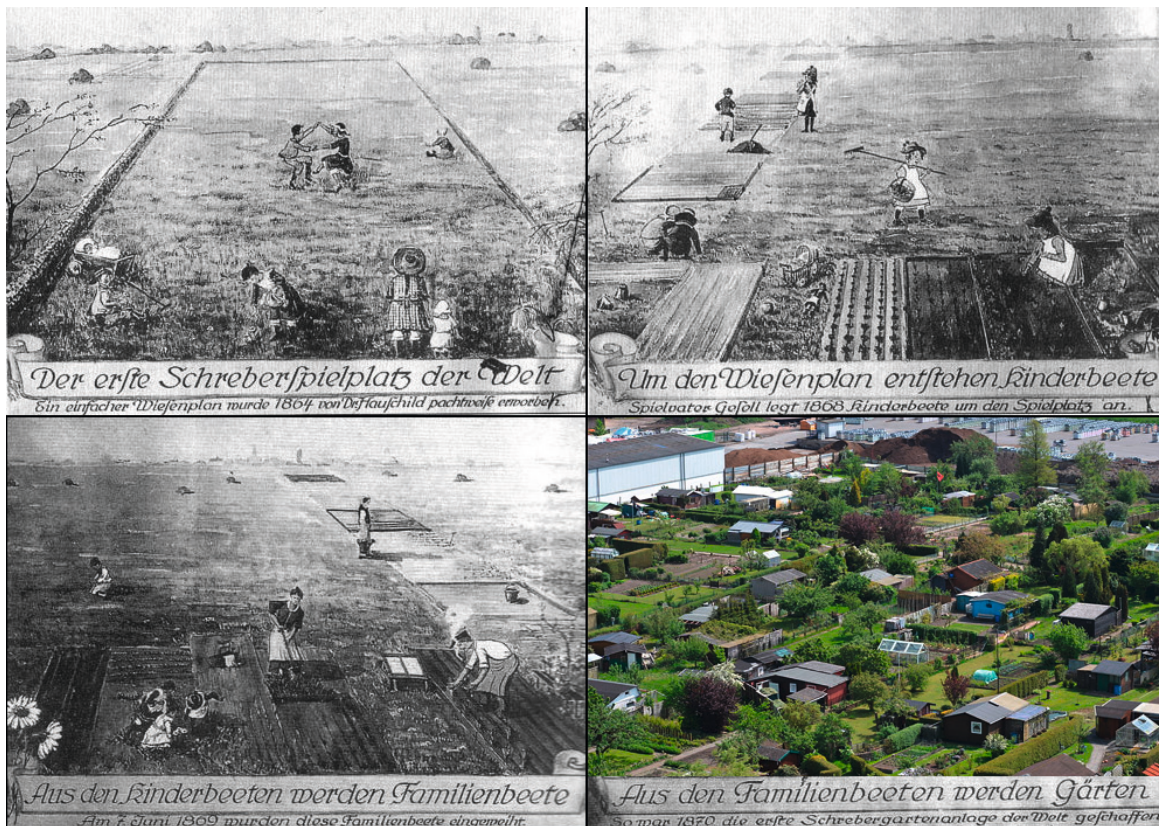 Der erſte Schreberſpielplatz der Welt
Ein einfacher Wieſenplan wurde 1864 von Dr. Hauſchild pachtweiſe erworben.
Um den Wieſenplan entſtehen Kinderbeete
Spielvater Geſell legt 1868 Kinderbeete um den Spielplatz an.
Aus den Kinderbeeten werden Familienbeete
Am 7. Juni 1869 wurden dieſe Familienbeete eingeweiht.
Aus den Familienbeeten werden Gärten
So war 1870 die erſte Schrebergartenanlage der Welt geſchaffen